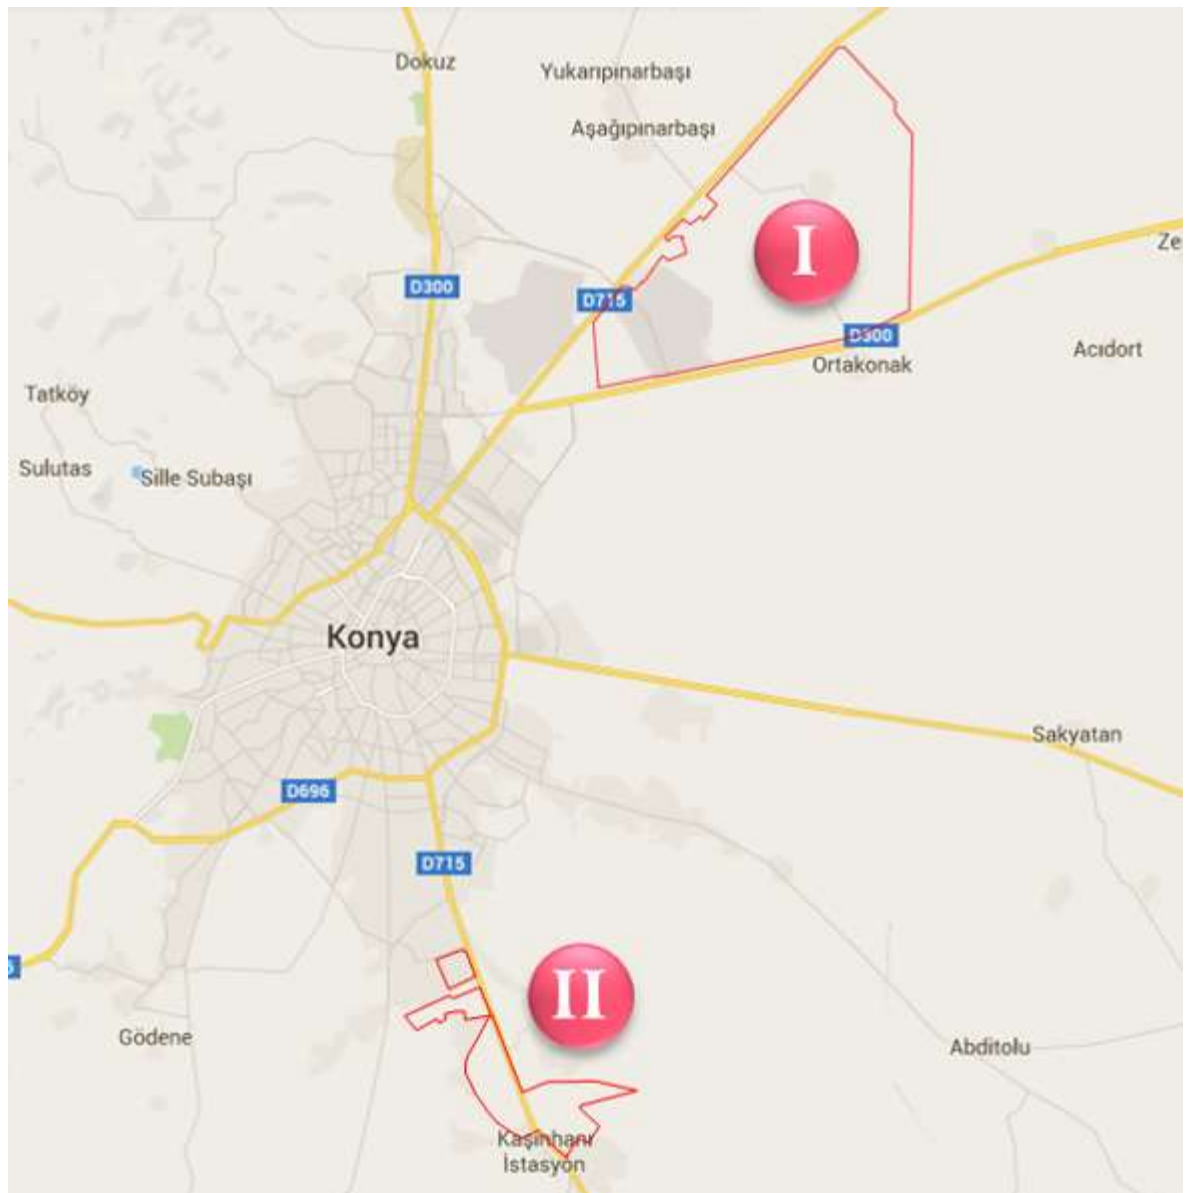 Dokuz
Yukarıpınarbaşı
Aşağıpınarbaşı
I
Ze
D300
D715
D300
Acıdort
Ortakonak
Tatköy
Sulutas
Sille Subaşı
Konya
Sakyatan
D696
D715
II
Gödene
Abditolu
Kaşınhanı
İstasyon